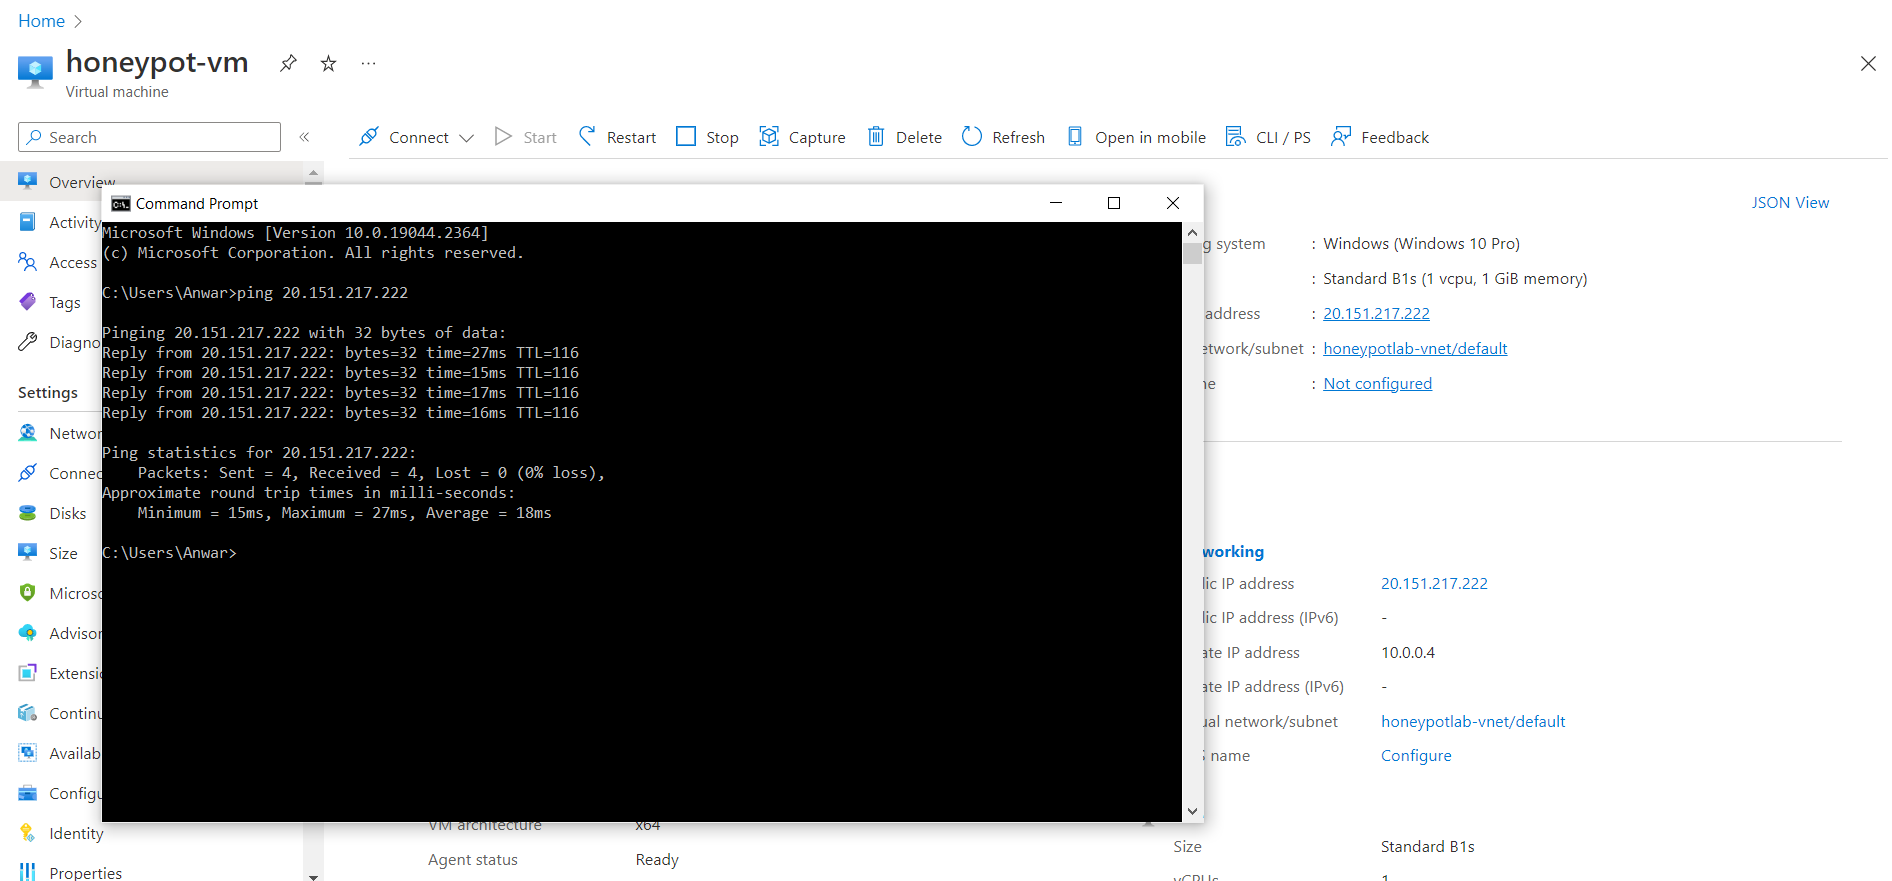 Home
honeypot-vm
Virtual machine
Search
Connect Start Restart Stop Capture Delete Refresh Open in mobile CLI / PS Feedback
Overview
Activity
Access
Tags
Diagno
Settings
Networ
Connec
Disks
Size
Micros
Advisor
Extensi
Continu
Availab
Configu
Identity
Properties
Command Prompt
Microsoft Windows [Version 10.0.19044.2364]
(c) Microsoft Corporation. All rights reserved.
C:\Users\Anwar>ping 20.151.217.222
Pinging 20.151.217.222 with 32 bytes of data:
Reply from 20.151.217.222: bytes=32 time=27ms TTL=116
Reply from 20.151.217.222: bytes=32 time=15ms TTL=116
Reply from 20.151.217.222: bytes=32 time=17ms TTL=116
Reply from 20.151.217.222: bytes=32 time=16ms TTL=116
Ping statistics for 20.151.217.222:
Packets: Sent = 4, Received = 4, Lost = 0 (0% loss),
Approximate round trip times in milli-seconds:
Minimum = 15ms, Maximum = 27ms, Average = 18ms
C:\Users\Anwar>
JSON View
g system : Windows (Windows 10 Pro)
: Standard B1s (1 vcpu, 1 GiB memory)
address : 20.151.217.222
etwork/subnet : honeypotlab-vnet/default
ne : Not configured
working
lic IP address 20.151.217.222
lic IP address (IPv6) -
ate IP address 10.0.0.4
ate IP address (IPv6) -
ual network/subnet honeypotlab-vnet/default
S name Configure
VM architecture x64
Agent status Ready
Size Standard B1s
vCPUs 1